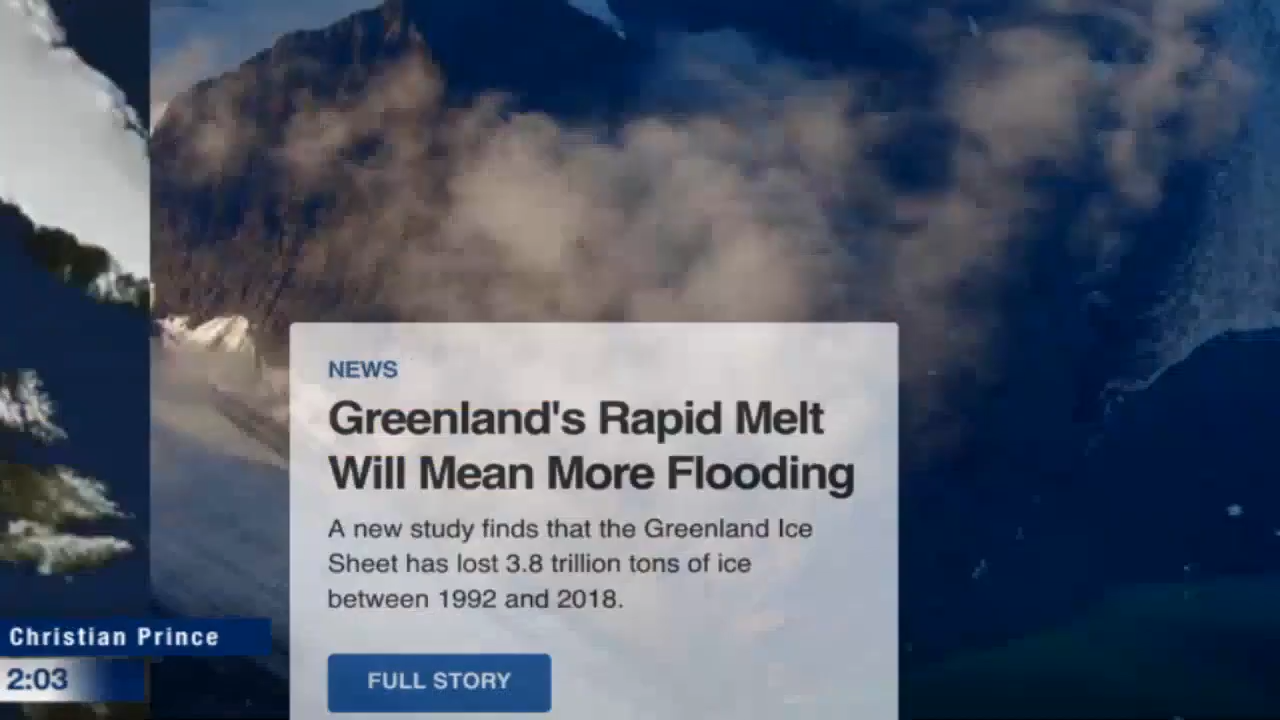 NEWS
Greenland's Rapid Melt
Will Mean More Flooding
A new study finds that the Greenland Ice
Sheet has lost 3.8 trillion tons of ice
between 1992 and 2018.
FULL STORY
Christian Prince
2:03